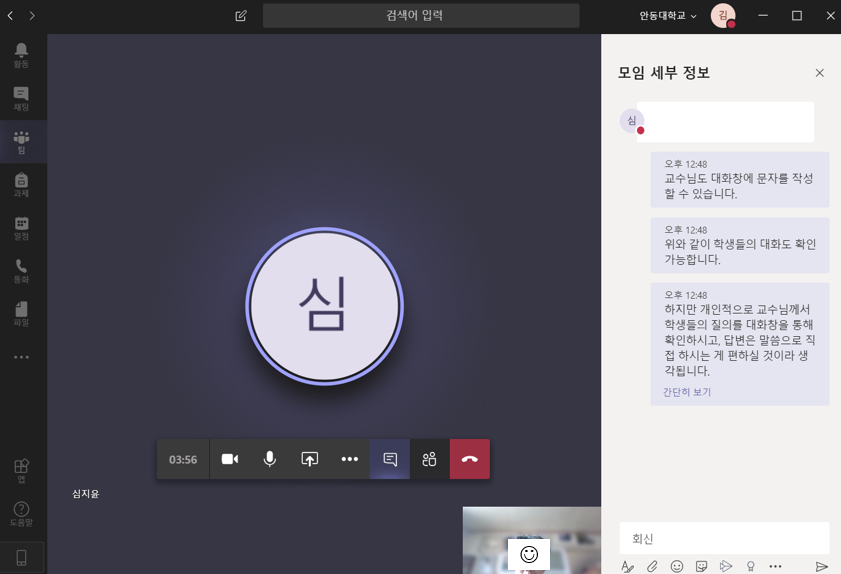 검색어 입력
안동대학교
김
활동
채팅
팀
과제
일정
통화
파일
앱
도움말
심
03:56
심지윤
모임 세부 정보
심
오후 12:48
교수님도 대화창에 문자를 작성
할 수 있습니다.
오후 12:48
위와 같이 학생들의 대화도 확인
가능합니다.
오후 12:48
하지만 개인적으로 교수님께서
학생들의 질의를 대화창을 통해
확인하시고, 답변은 말씀으로 직
접 하시는 게 편하실 것이라 생
각됩니다.
간단히 보기
회신